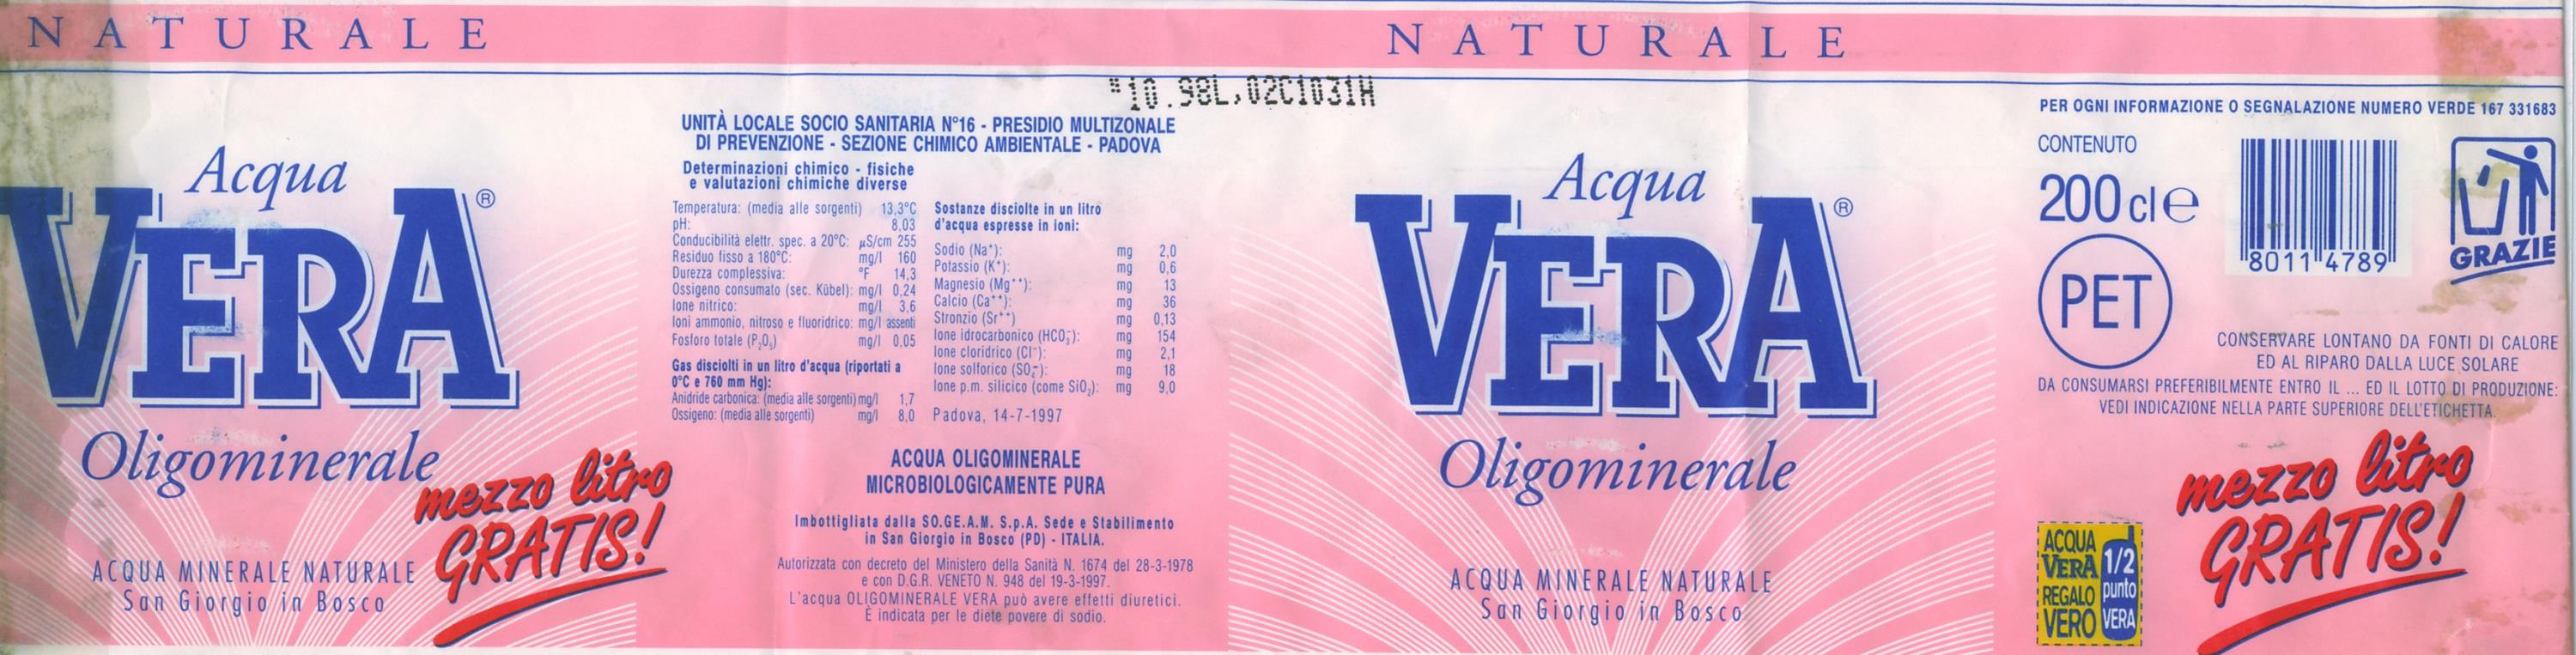 NATURALE
Acqua
VERA®
Oligominerale
mezzo litro
GRATIS!
ACQUA MINERALE NATURALE
San Giorgio in Bosco
"10.98L,02C1031H
UNITÀ LOCALE SOCIO SANITARIA N°16 - PRESIDIO MULTIZONALE
DI PREVENZIONE - SEZIONE CHIMICO AMBIENTALE - PADOVA
Determinazioni chimico - fisiche
e valutazioni chimiche diverse
Temperatura: (media alle sorgenti) 13,3°C
pH: 8,03
Conducibilità elettr. spec. a 20°C: µS/cm 255
Residuo fisso a 180°C: mg/l 160
Durezza complessiva: °F 14,3
Ossigeno consumato (sec. Kübel): mg/l 0,24
Ione nitrico: mg/l 3,6
Ioni ammonio, nitroso e fluoridrico: mg/l assenti
Fosforo totale (P₂O₅) mg/l 0,05
Gas disciolti in un litro d'acqua (riportati a
0°C e 760 mm Hg):
Anidride carbonica: (media alle sorgenti) mg/l 1,7
Ossigeno: (media alle sorgenti) mg/l 8,0
Sostanze disciolte in un litro
d'acqua espresse in ioni:
Sodio (Na⁺): mg 2,0
Potassio (K⁺): mg 0,6
Magnesio (Mg⁺⁺): mg 13
Calcio (Ca⁺⁺): mg 36
Stronzio (Sr⁺⁺) mg 0,13
Ione idrocarbonico (HCO₃⁻): mg 154
Ione cloridrico (Cl⁻): mg 2,1
Ione solforico (SO₄⁻): mg 18
Ione p.m. silicico (come SiO₂): mg 9,0
Padova, 14-7-1997
ACQUA OLIGOMINERALE
MICROBIOLOGICAMENTE PURA
Imbottigliata dalla SO.GE.A.M. S.p.A. Sede e Stabilimento
in San Giorgio in Bosco (PD) - ITALIA.
Autorizzata con decreto del Ministero della Sanità N. 1674 del 28-3-1978
e con D.G.R. VENETO N. 948 del 19-3-1997.
L'acqua OLIGOMINERALE VERA può avere effetti diuretici.
È indicata per le diete povere di sodio.
NATURALE
Acqua
VERA®
Oligominerale
ACQUA MINERALE NATURALE
San Giorgio in Bosco
PER OGNI INFORMAZIONE O SEGNALAZIONE NUMERO VERDE 167 331683
CONTENUTO
200 cl e
PET
8011 4789
GRAZIE
CONSERVARE LONTANO DA FONTI DI CALORE
ED AL RIPARO DALLA LUCE SOLARE
DA CONSUMARSI PREFERIBILMENTE ENTRO IL ... ED IL LOTTO DI PRODUZIONE:
VEDI INDICAZIONE NELLA PARTE SUPERIORE DELL'ETICHETTA.
mezzo litro
GRATIS!
ACQUA
VERA
REGALO
VERO
1/2
punto
VERA